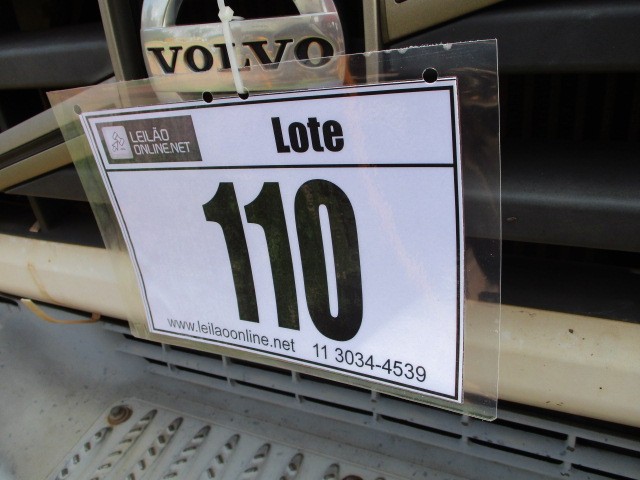 VOLVO
LEILÃO
ONLINE.NET
Lote
110
www.leilaoonline.net
11 3034-4539